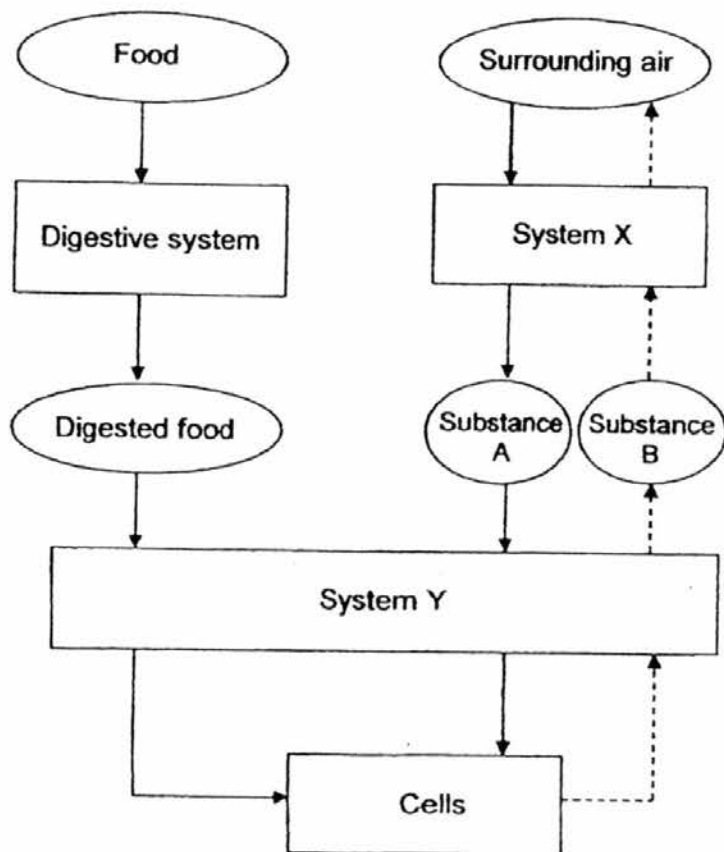 Food
Surrounding air
Digestive system
System X
Digested food
Substance
A
Substance
B
System Y
Cells